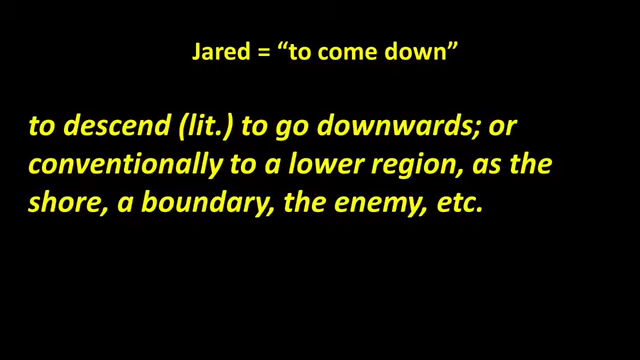 Jared = “to come down”
to descend (lit.) to go downwards; or
conventionally to a lower region, as the
shore, a boundary, the enemy, etc.